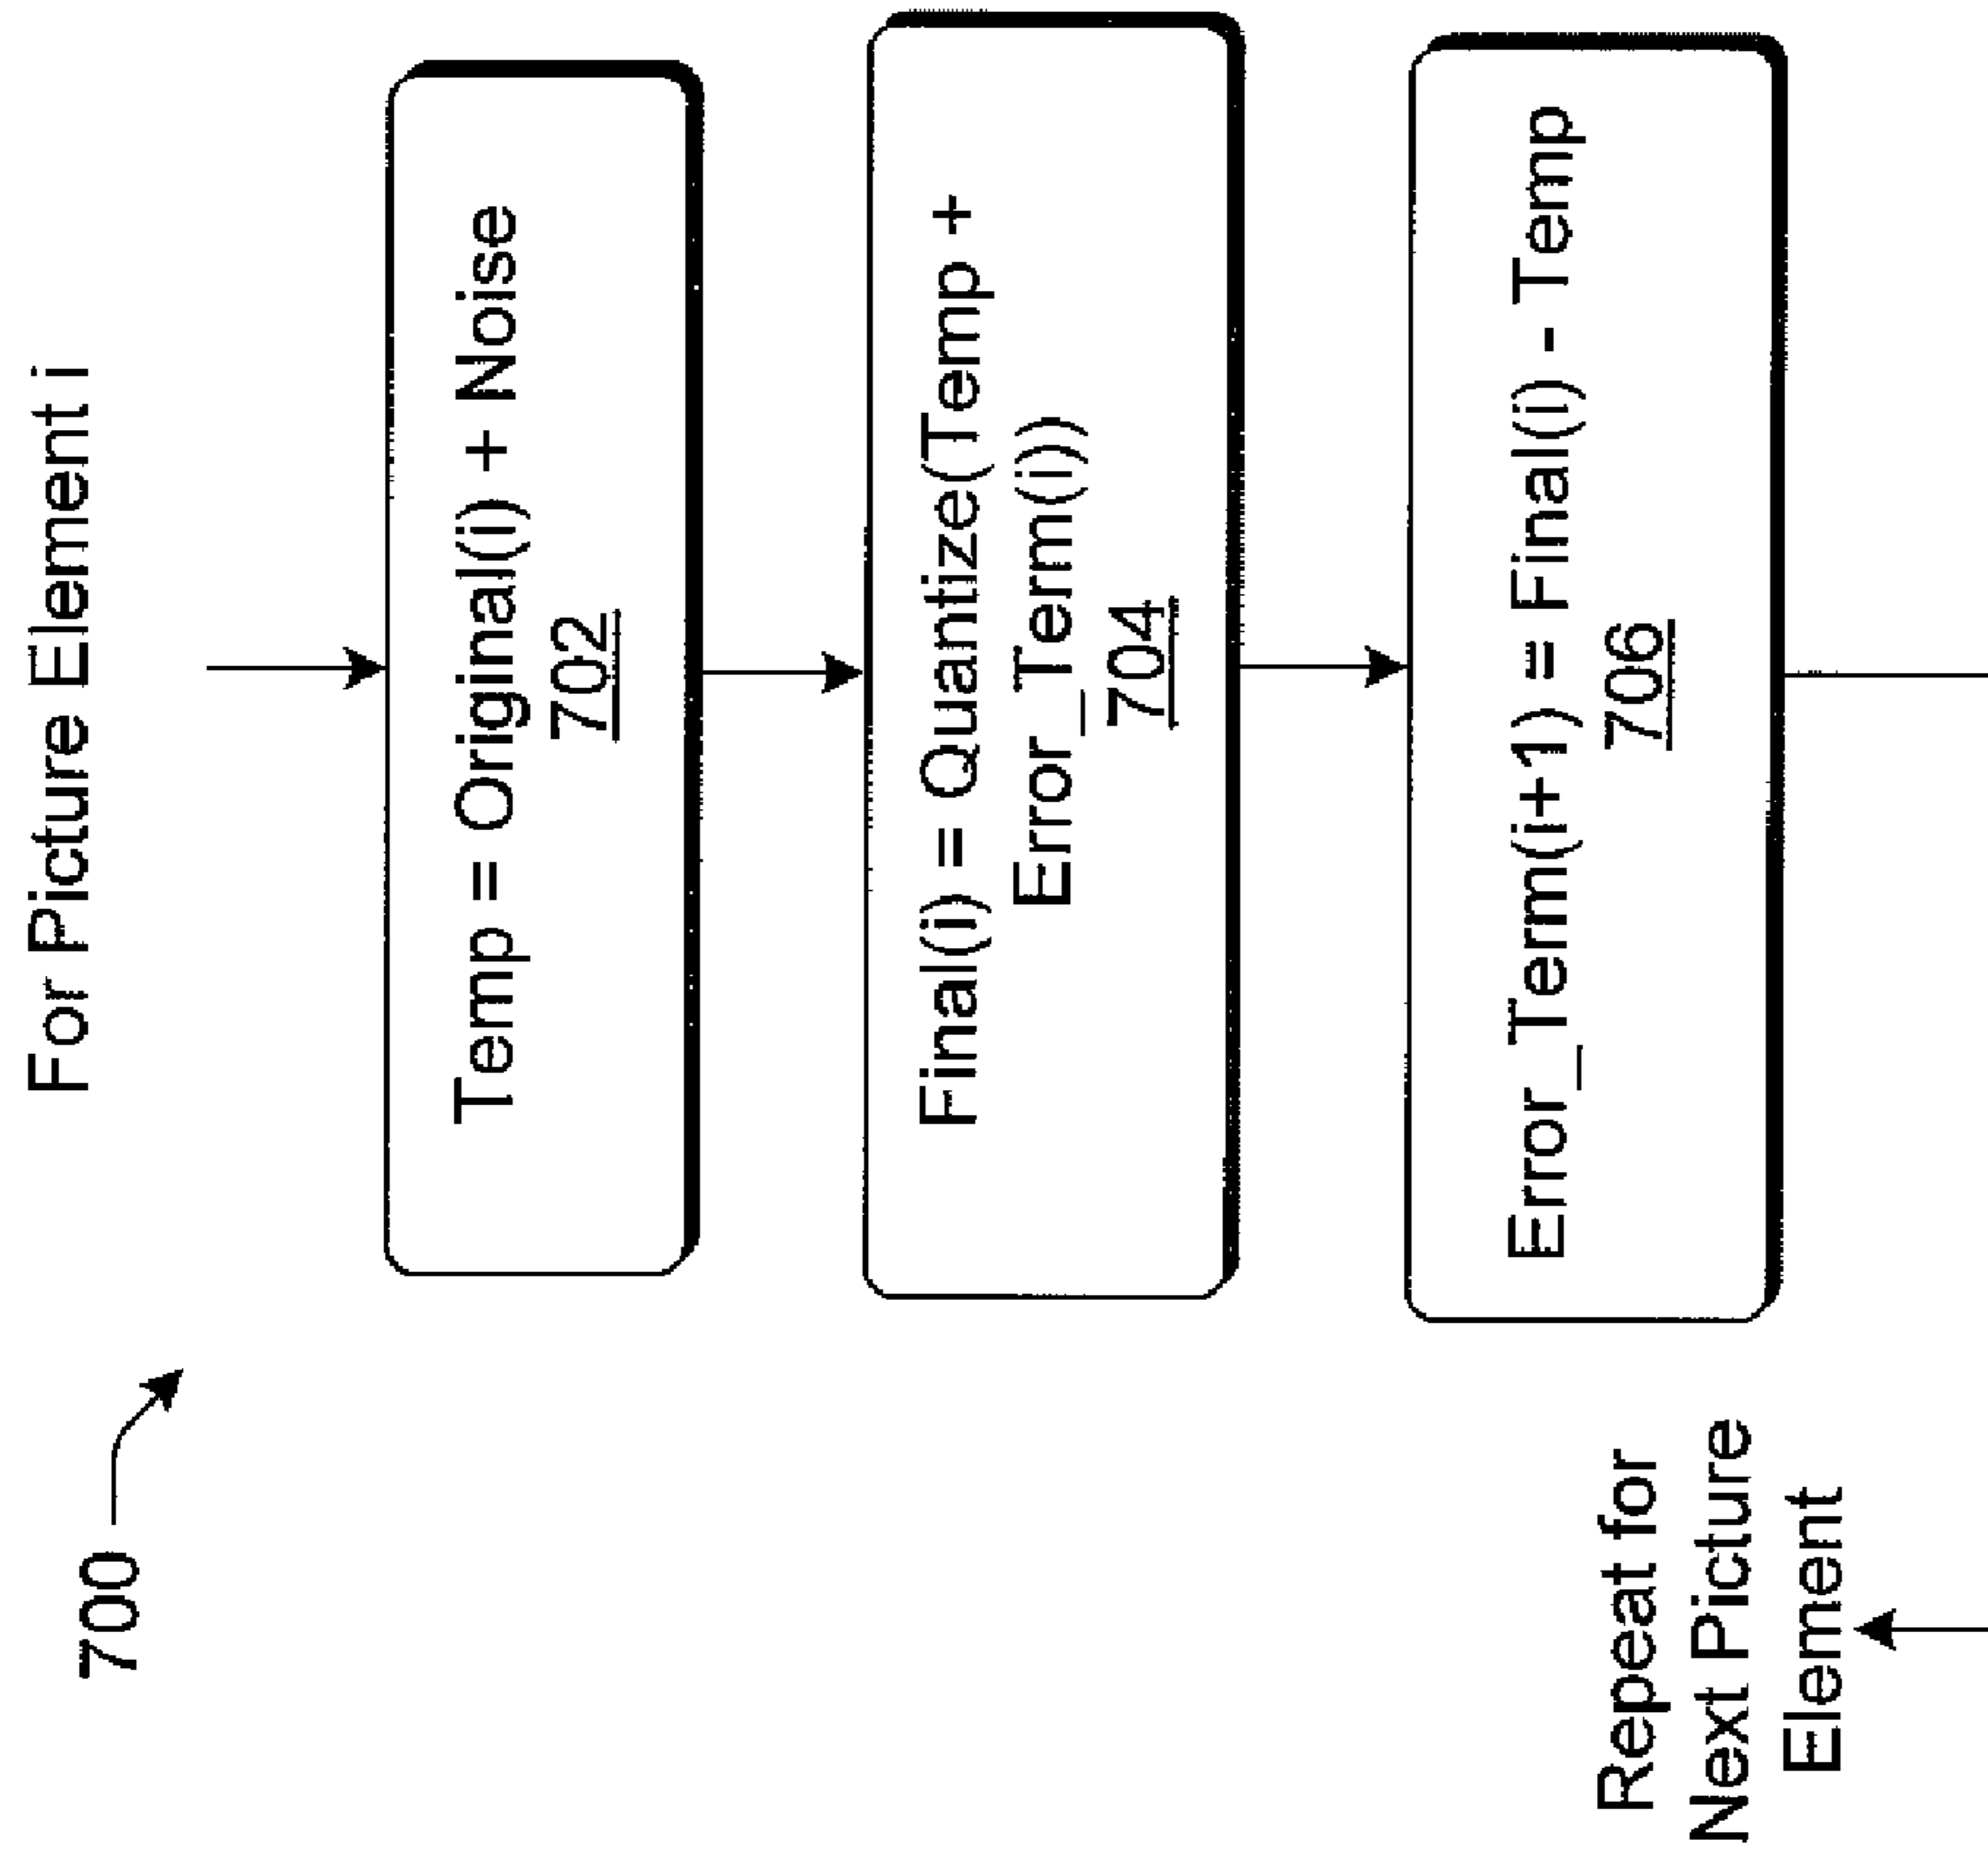 700
For Picture Element i
Temp = Original(i) + Noise
702
Final(i) = Quantize(Temp +
Error_Term(i))
704
Error_Term(i+1) = Final(i) - Temp
706
Repeat for
Next Picture
Element